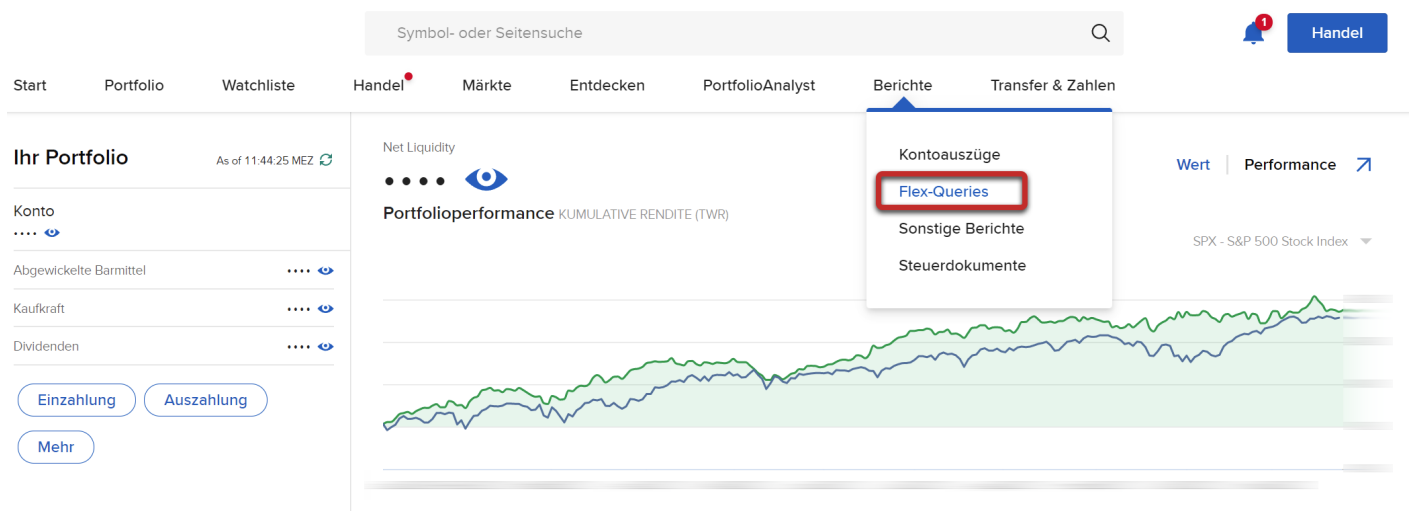 Symbol- oder Seitensuche
1
Handel
Start Portfolio Watchliste Handel Märkte Entdecken PortfolioAnalyst Berichte Transfer & Zahlen
Ihr Portfolio As of 11:44:25 MEZ
Konto
••••
Abgewickelte Barmittel ••••
Kaufkraft ••••
Dividenden ••••
Einzahlung Auszahlung
Mehr
Net Liquidity
••••
Portfolioperformance KUMULATIVE RENDITE (TWR)
Kontoauszüge
Flex-Queries
Sonstige Berichte
Steuerdokumente
Wert Performance
SPX - S&P 500 Stock Index